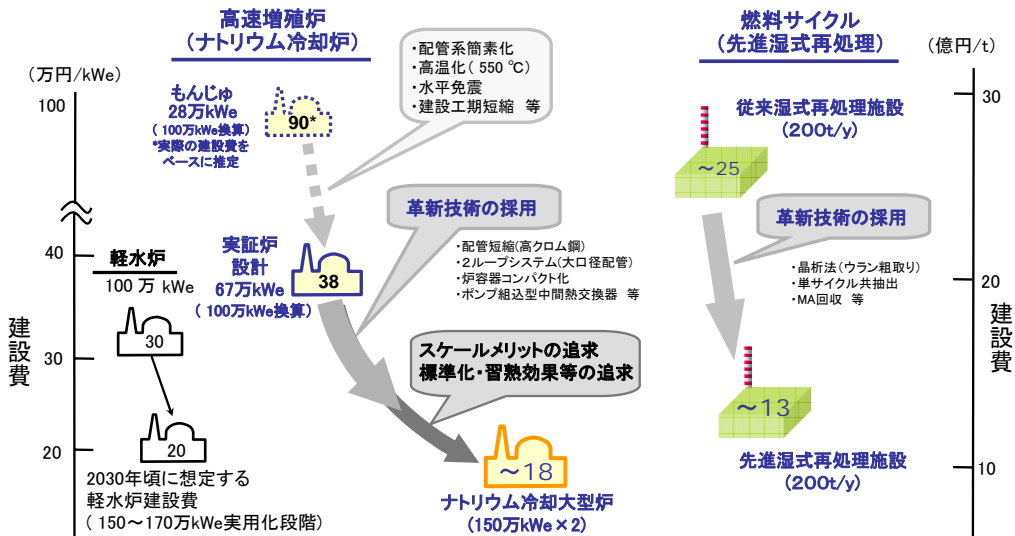 高速増殖炉
(ナトリウム冷却炉)
燃料サイクル
(先進湿式再処理)
(万円/kWe)
(億円/t)
・配管系簡素化
・高温化( 550 ℃)
・水平免震
・建設工期短縮 等
100
もんじゅ
28万kWe
( 100万kWe換算)
*実際の建設費を
ベースに推定
90*
30
従来湿式再処理施設
(200t/y)
~25
革新技術の採用
革新技術の採用
40
軽水炉
100 万 kWe
実証炉
設計
67万kWe
( 100万kWe換算)
38
・配管短縮(高クロム鋼)
・2ループシステム(大口径配管)
・炉容器コンパクト化
・ポンプ組込型中間熱交換器 等
・晶析法(ウラン粗取り)
・単サイクル共抽出
・MA回収 等
20
建設費
建設費
30
30
スケールメリットの追求
標準化・習熟効果等の追求
~13
20
20
~18
先進湿式再処理施設
(200t/y)
10
2030年頃に想定する
軽水炉建設費
( 150~170万kWe実用化段階)
ナトリウム冷却大型炉
(150万kWe×2)